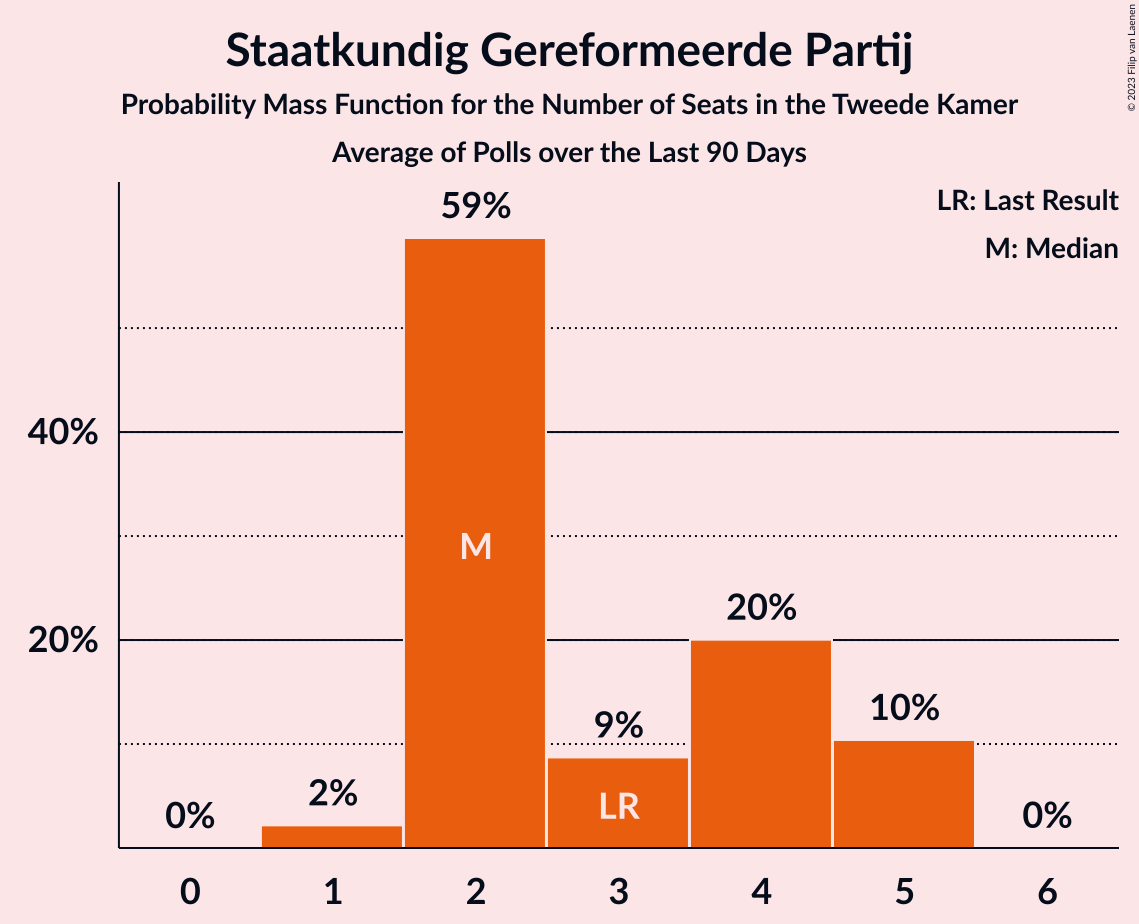 Staatkundig Gereformeerde Partij
Probability Mass Function for the Number of Seats in the Tweede Kamer
Average of Polls over the Last 90 Days
© 2023 Filip van Laenen
LR: Last Result
M: Median
59%
40%
M
20%
20%
10%
9%
2%
LR
0%
0%
0 1 2 3 4 5 6